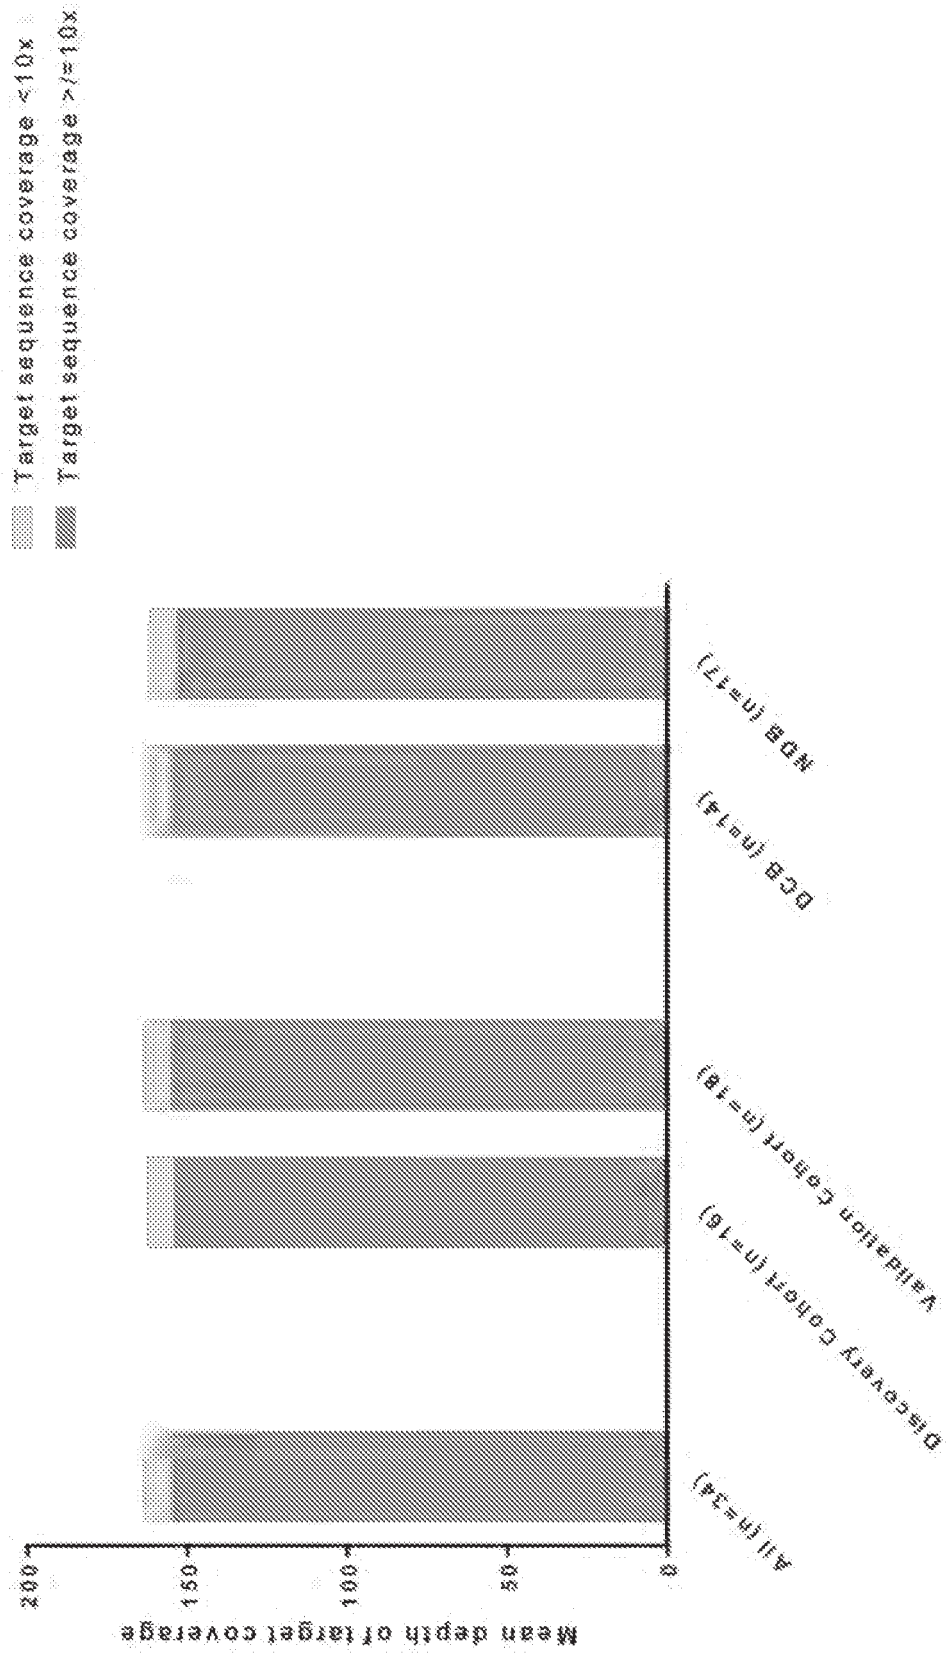 Target sequence coverage <10x
Target sequence coverage >/=10x
Mean depth of target coverage
200
150
100
50
0
All (n=34)
Discovery Cohort (n=16)
Validation Cohort (n=18)
DCB (n=14)
NDB (n=17)